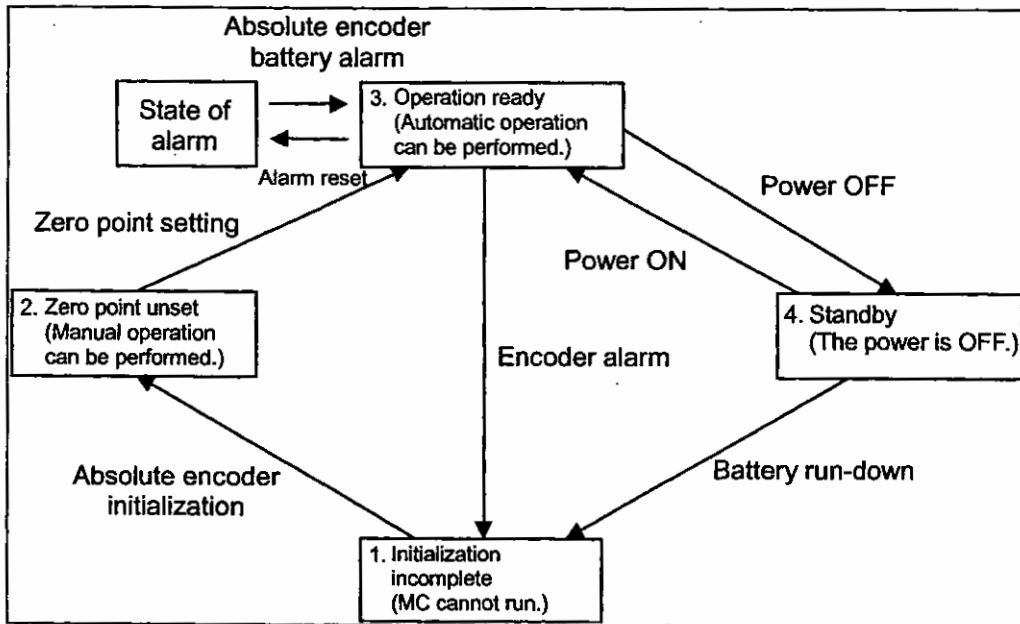 Absolute encoder
battery alarm
State of
alarm
3. Operation ready
(Automatic operation
can be performed.)
Alarm reset
Power OFF
Zero point setting
Power ON
2. Zero point unset
(Manual operation
can be performed.)
4. Standby
(The power is OFF.)
Encoder alarm
Absolute encoder
initialization
Battery run-down
1. Initialization
incomplete
(MC cannot run.)